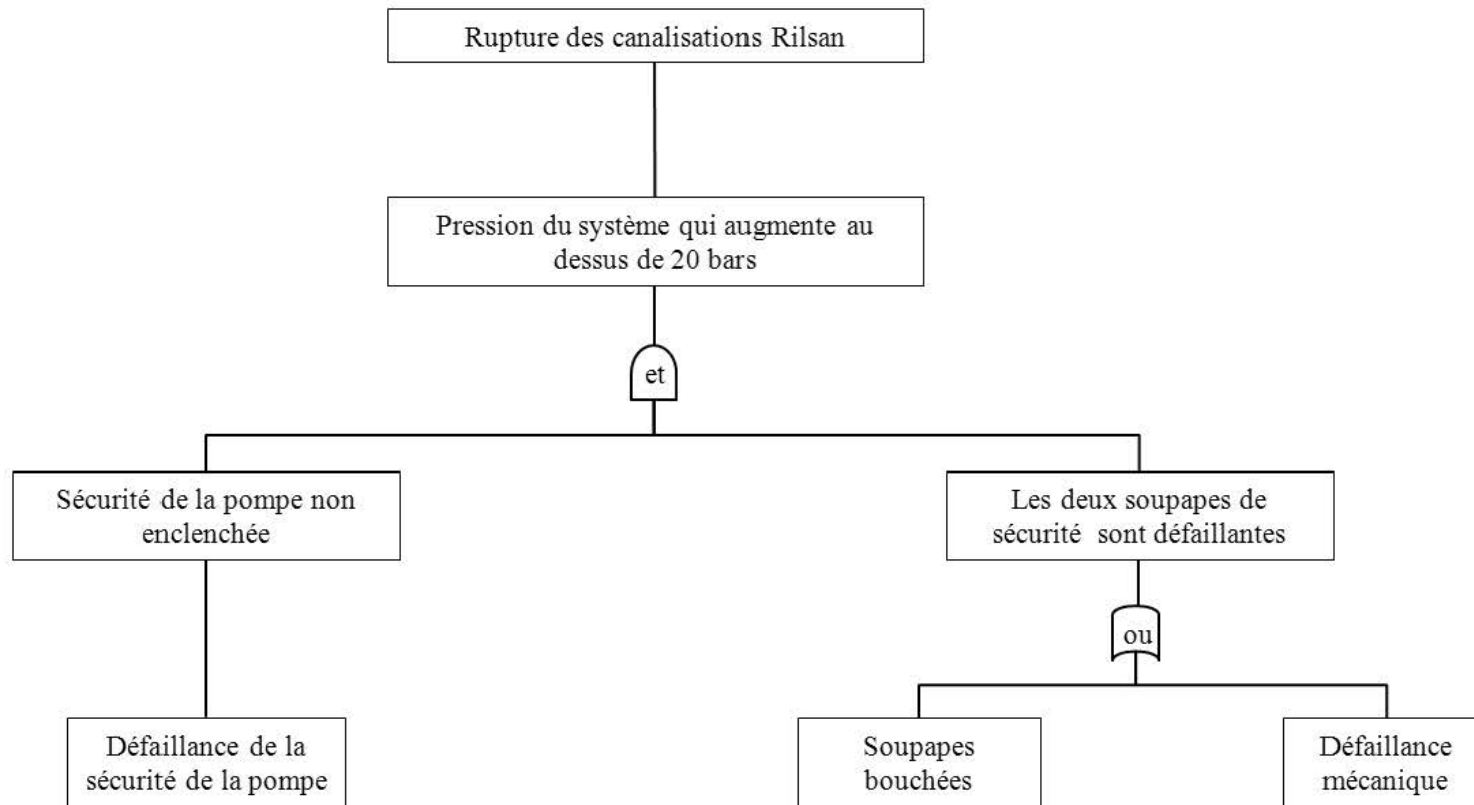 Rupture des canalisations Rilsan
Pression du système qui augmente au
dessus de 20 bars
et
Sécurité de la pompe non
enclenchée
Les deux soupapes de
sécurité sont défaillantes
ou
Défaillance de la
sécurité de la pompe
Soupapes
bouchées
Défaillance
mécanique